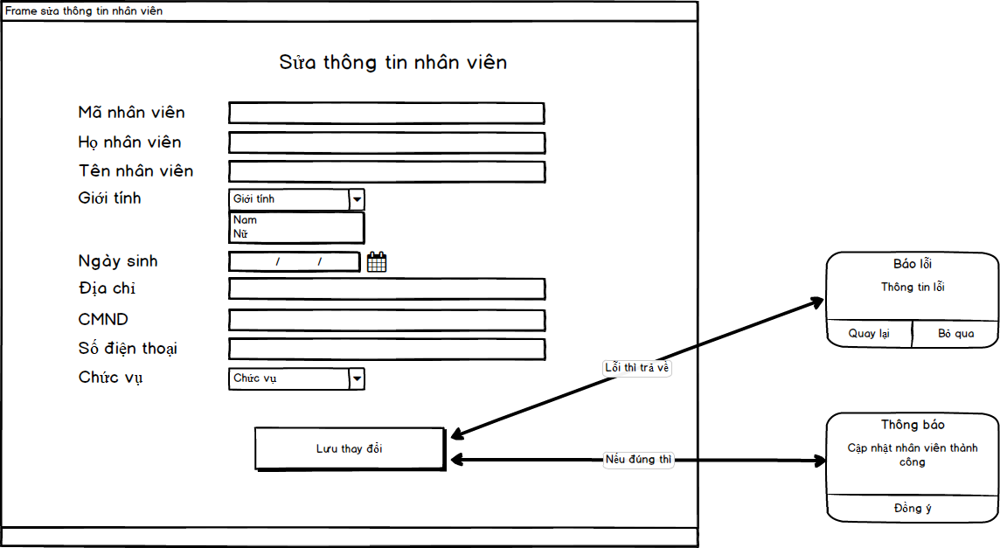 Frame sửa thông tin nhân viên
Sửa thông tin nhân viên
Mã nhân viên
Họ nhân viên
Tên nhân viên
Giới tính
Giới tính
Nam
Nữ
Ngày sinh
/ /
Địa chỉ
CMND
Số điện thoại
Chức vụ
Chức vụ
Lưu thay đổi
Lỗi thì trả về
Nếu đúng thì
Báo lỗi
Thông tin lỗi
Quay lại
Bỏ qua
Thông báo
Cập nhật nhân viên thành
công
Đồng ý